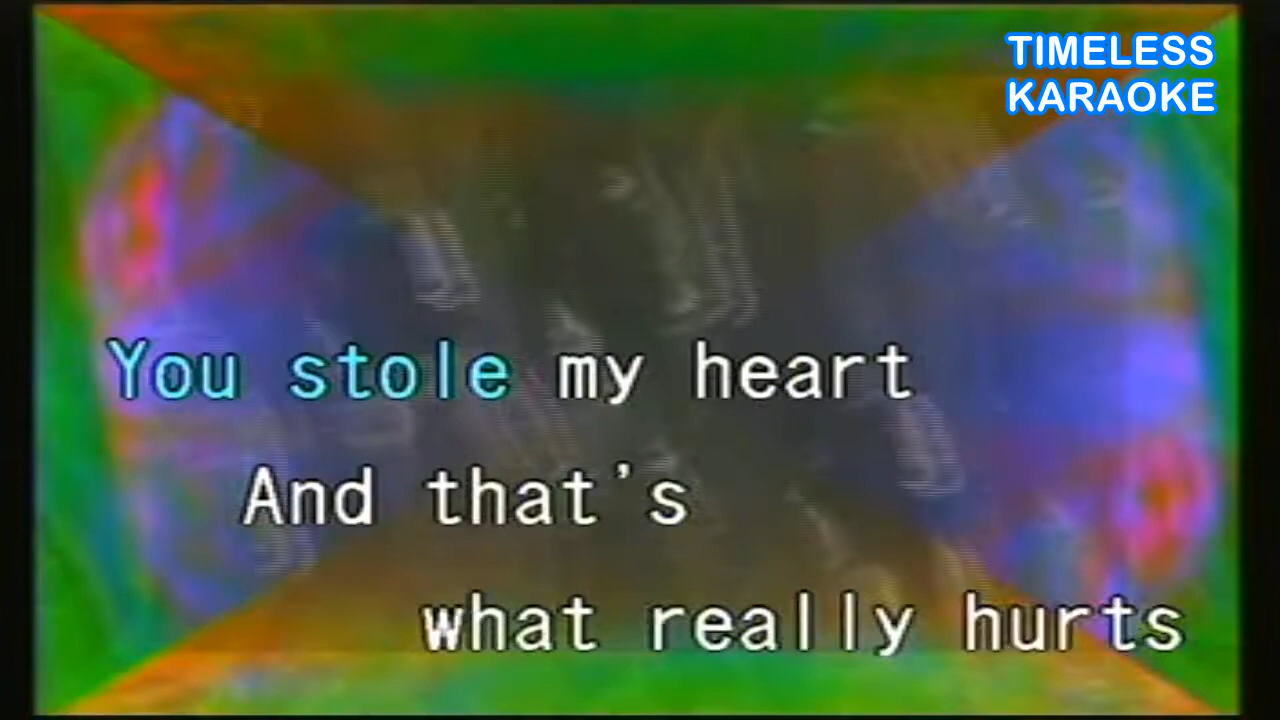 TIMELESS
KARAOKE
You stole my heart
And that's
what really hurts